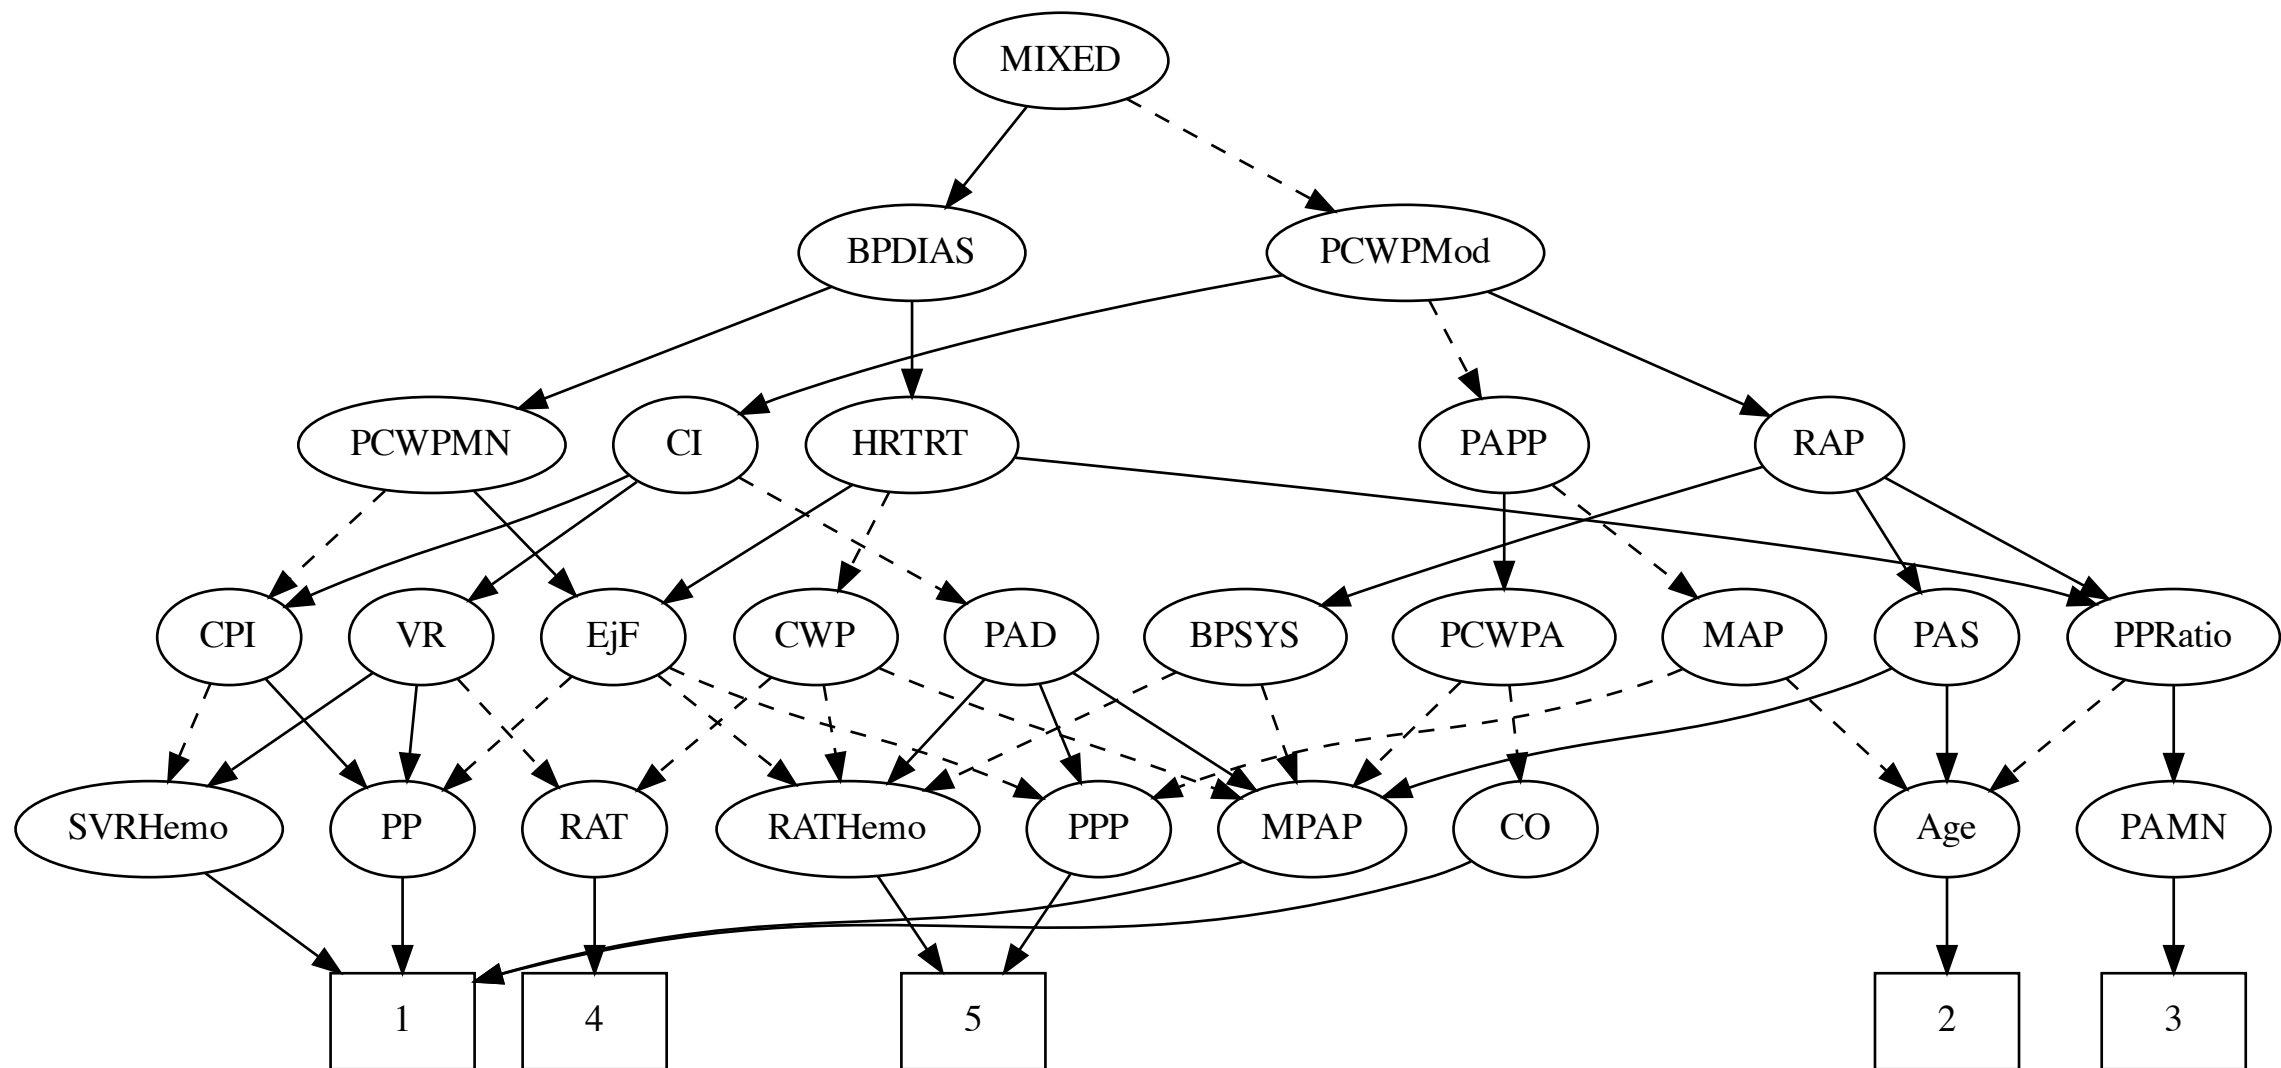 MIXED
BPDIAS
PCWPMod
PCWPMN
CI
HRTRT
PAPP
RAP
CPI
VR
EjF
CWP
PAD
BPSYS
PCWPA
MAP
PAS
PPRatio
SVRHemo
PP
RAT
RATHemo
PPP
MPAP
CO
Age
PAMN
1
4
5
2
3